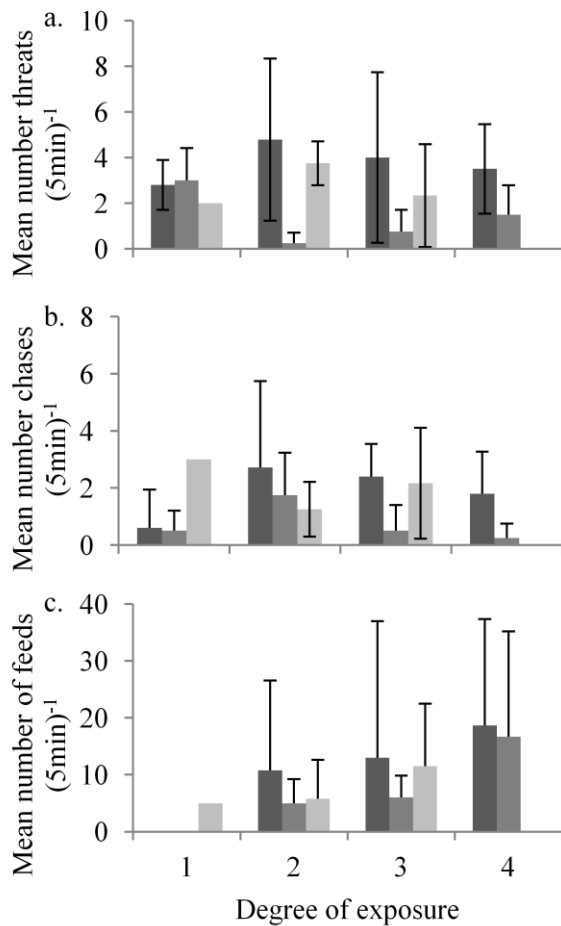 a.
Mean number threats
(5min)-1
10
8
6
4
2
0
b.
Mean number chases
(5min)-1
8
6
4
2
0
c.
Mean number of feeds
(5min)-1
40
30
20
10
0
1 2 3 4
Degree of exposure